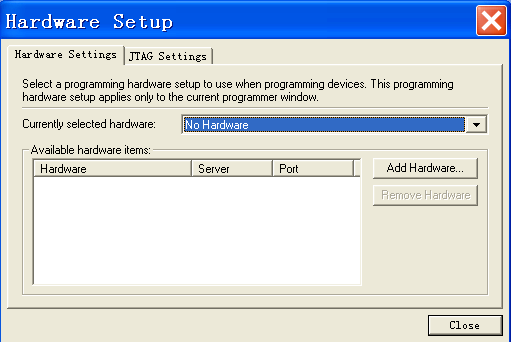 Hardware Setup
Hardware Settings JTAG Settings
Select a programming hardware setup to use when programming devices. This programming
hardware setup applies only to the current programmer window.
Currently selected hardware: No Hardware
Available hardware items:
Hardware Server Port
Add Hardware...
Remove Hardware
Close